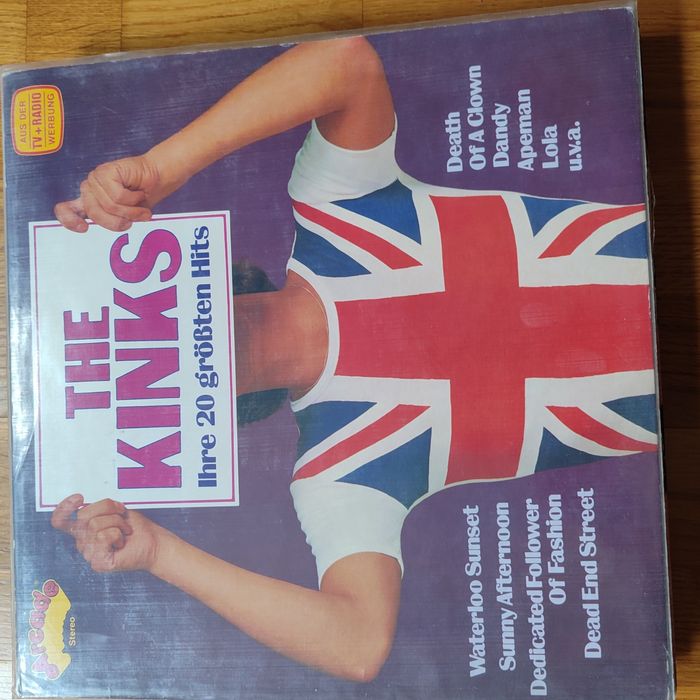 Arcade
Stereo
AUS DER
TV + RADIO
WERBUNG
THE
KINKS
Ihre 20 größten Hits
Waterloo Sunset
Sunny Afternoon
Dedicated Follower
Of Fashion
Dead End Street
Death
Of A Clown
Dandy
Apeman
Lola
u.v.a.